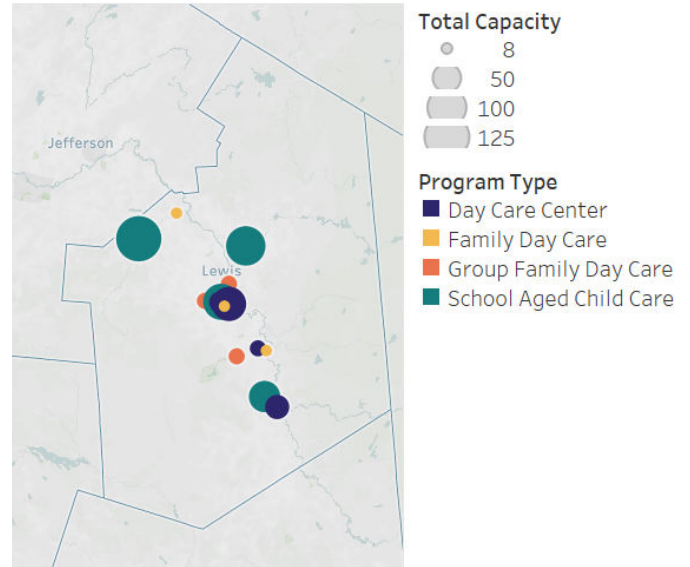 Jefferson
Lewis
Total Capacity
8
50
100
125
Program Type
Day Care Center
Family Day Care
Group Family Day Care
School Aged Child Care